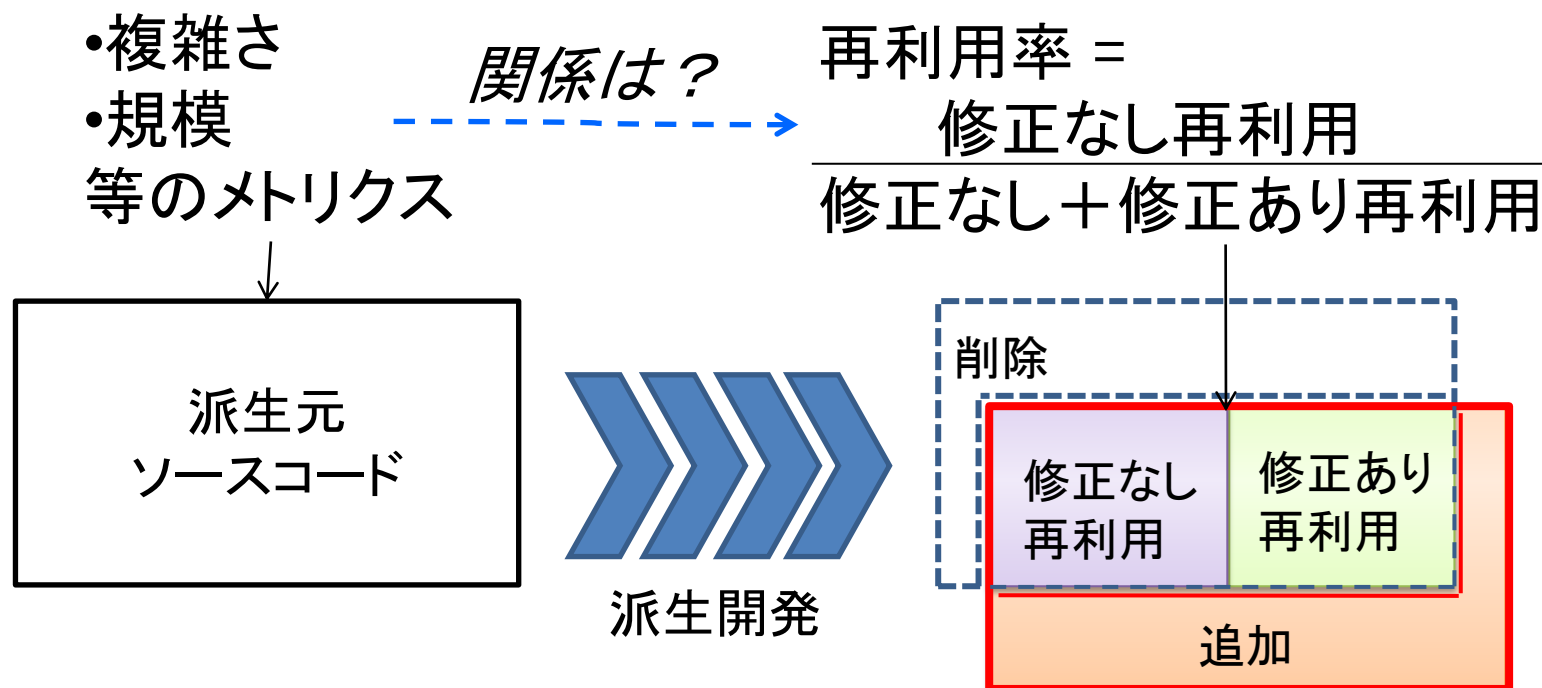 •複雑さ
•規模
等のメトリクス
関係は？
再利用率 =
修正なし再利用
修正なし＋修正あり再利用
派生元
ソースコード
派生開発
削除
修正なし
再利用
修正あり
再利用
追加